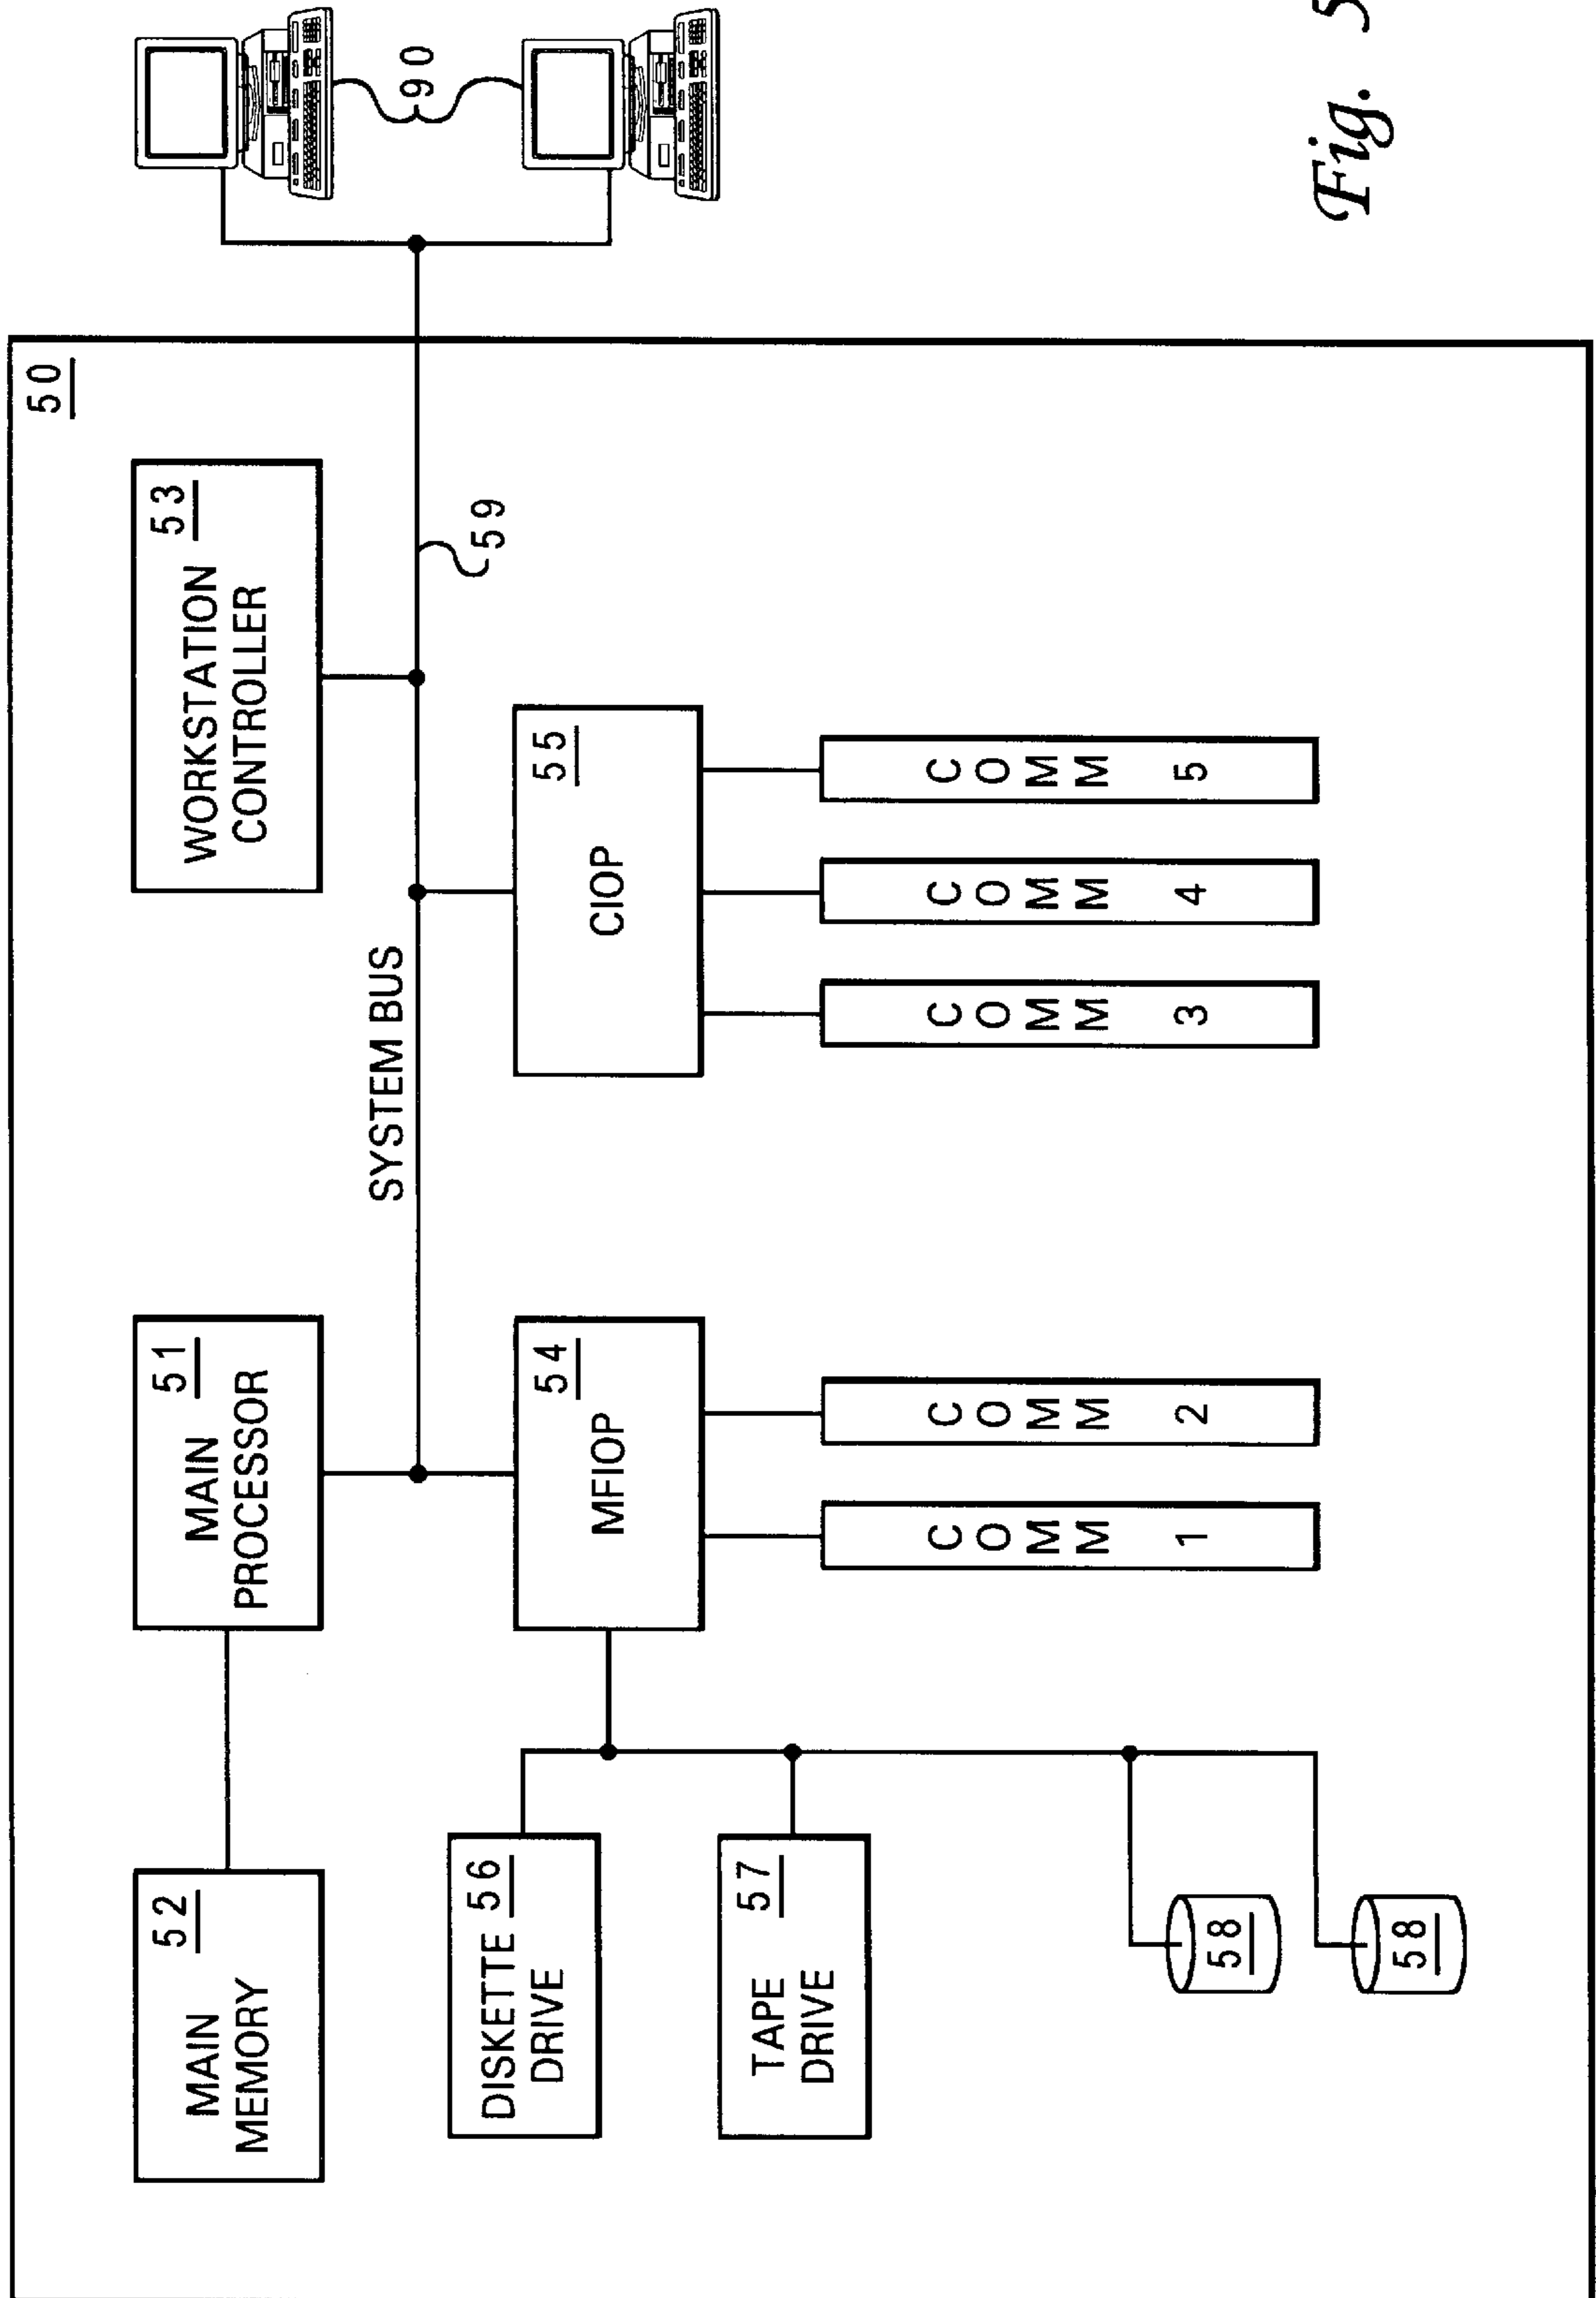 50
MAIN
MEMORY
52
MAIN
PROCESSOR
51
WORKSTATION
CONTROLLER
53
90
SYSTEM BUS
59
DISKETTE
DRIVE
56
MFIOP
54
CIOP
55
TAPE
DRIVE
57
COMM 1
COMM 2
COMM 3
COMM 4
COMM 5
58
58
Fig. 5